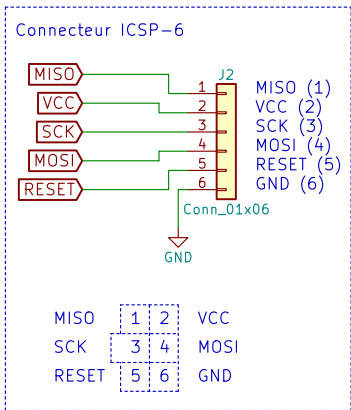 Connecteur ICSP-6
J2
MISO 1 MISO (1)
VCC 2 VCC (2)
SCK 3 SCK (3)
MOSI 4 MOSI (4)
RESET 5 RESET (5)
6 GND (6)
Conn_01x06
GND
MISO 1 2 VCC
SCK 3 4 MOSI
RESET 5 6 GND